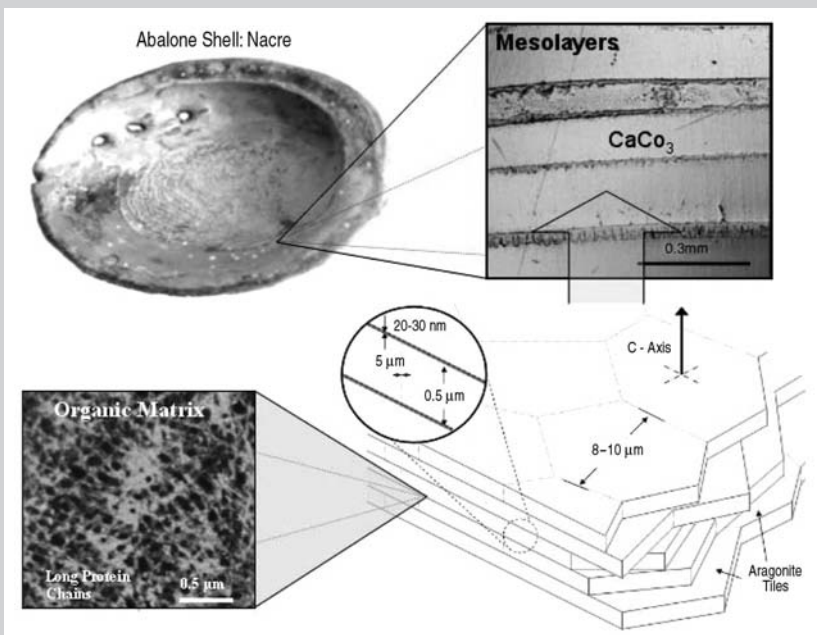 Abalone Shell: Nacre
Mesolayers
CaCo3
0.3mm
20-30 nm
5 µm
0.5 µm
C - Axis
8-10 µm
Organic Matrix
Long Protein
Chains
0.5 µm
Aragonite
Tiles